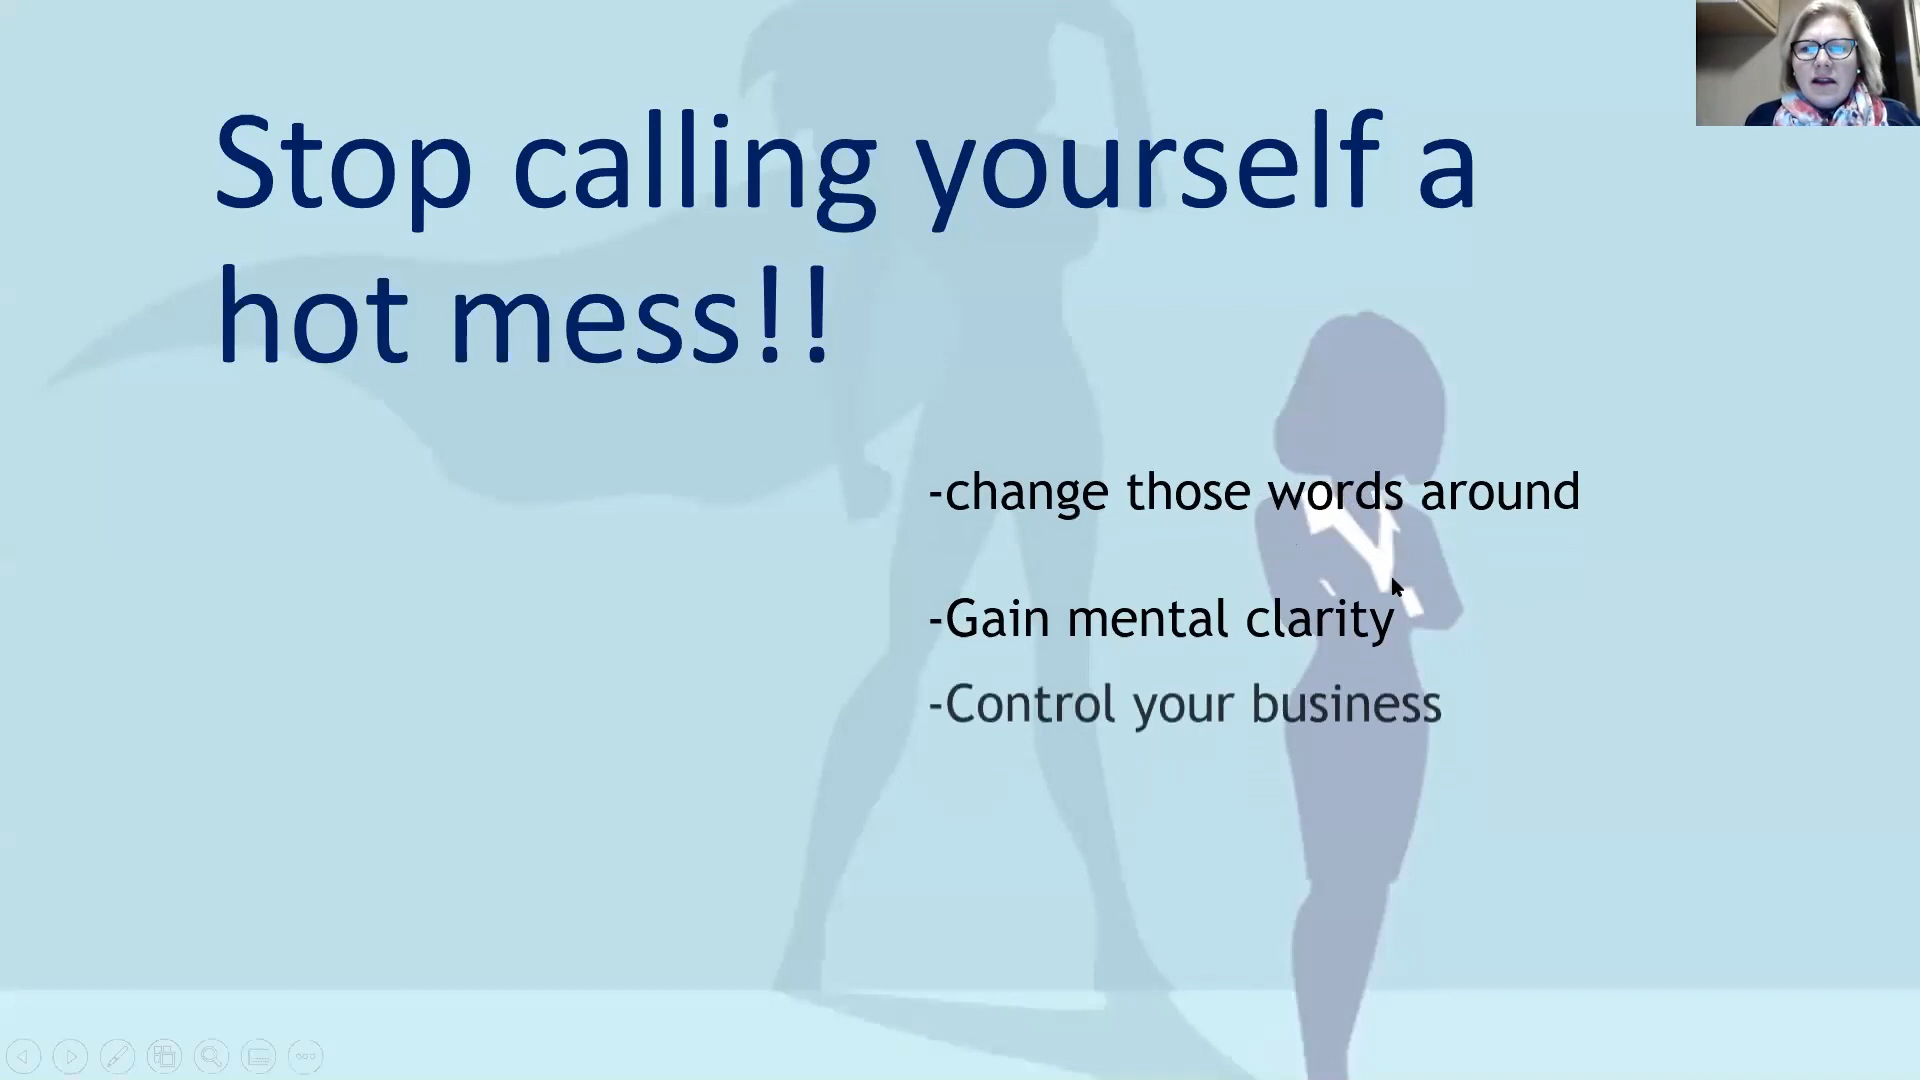 Stop calling yourself a
hot mess!!
-change those words around
-Gain mental clarity
-Control your business